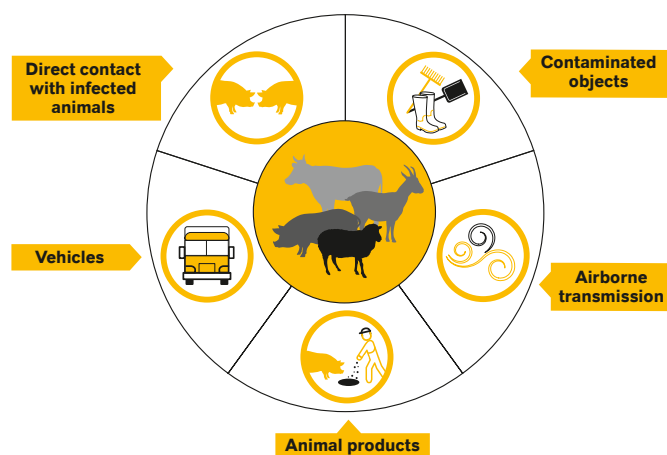 Direct contact
with infected
animals
Contaminated
objects
Vehicles
Airborne
transmission
Animal products